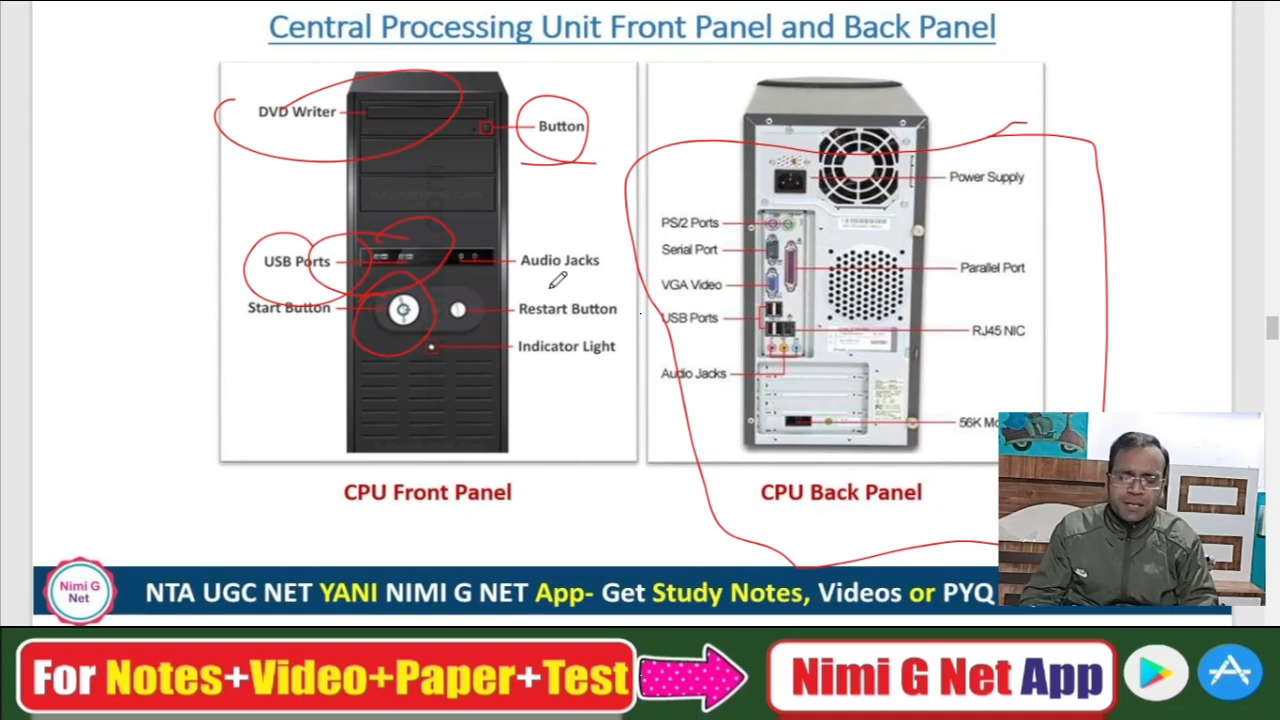 Central Processing Unit Front Panel and Back Panel
DVD Writer
Button
USB Ports
Audio Jacks
Start Button
Restart Button
Indicator Light
CPU Front Panel
Power Supply
PS/2 Ports
Serial Port
Parallel Port
VGA Video
USB Ports
RJ45 NIC
Audio Jacks
56K Mo
CPU Back Panel
Nimi G
Net
NTA UGC NET YANI NIMI G NET App- Get Study Notes, Videos or PYQ
For Notes+Video+Paper+Test
Nimi G Net App